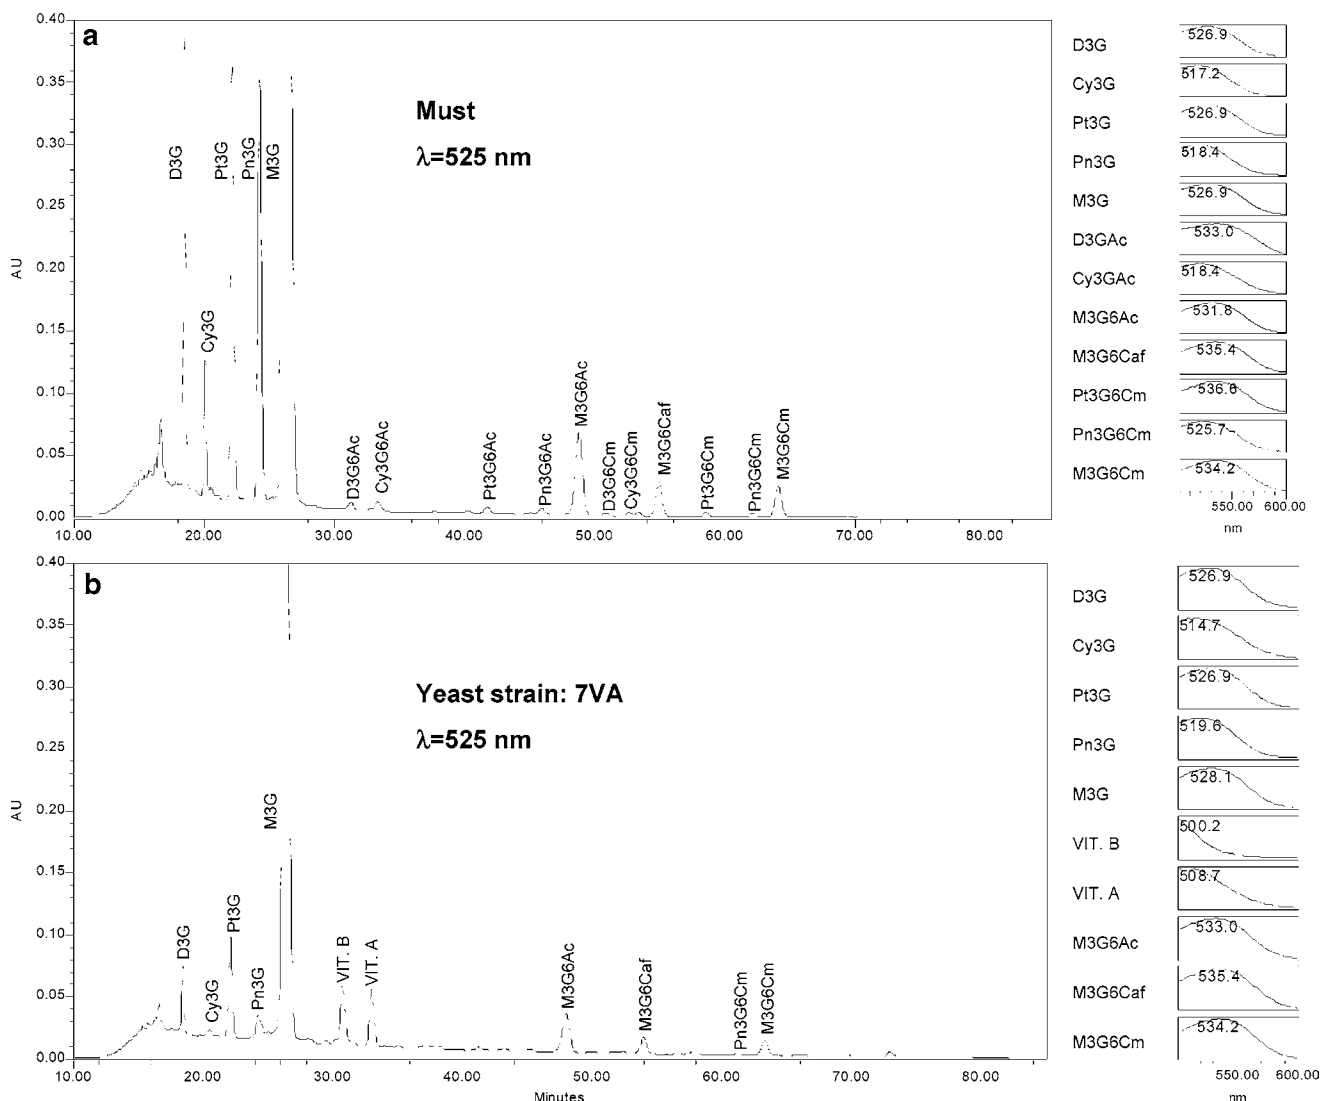 a
Must
λ=525 nm
AU
0.40
0.35
0.30
0.25
0.20
0.15
0.10
0.05
0.00
D3G
Cy3G
Pt3G
Pn3G
M3G
D3G6Ac
Cy3G6Ac
Pt3G6Ac
Pn3G6Ac
M3G6Ac
D3G6Cm
Cy3G6Cm
M3G6Caf
Pt3G6Cm
Pn3G6Cm
M3G6Cm
10.00 20.00 30.00 40.00 50.00 60.00 70.00 80.00
D3G 526.9
Cy3G 517.2
Pt3G 526.9
Pn3G 518.4
M3G 526.9
D3GAc 533.0
Cy3GAc 518.4
M3G6Ac 531.8
M3G6Caf 535.4
Pt3G6Cm 536.6
Pn3G6Cm 525.7
M3G6Cm 534.2
550.00 600.00
nm
b
Yeast strain: 7VA
λ=525 nm
AU
0.40
0.35
0.30
0.25
0.20
0.15
0.10
0.05
0.00
D3G
Cy3G
Pt3G
Pn3G
M3G
VIT. B
VIT. A
M3G6Ac
M3G6Caf
Pn3G6Cm
M3G6Cm
10.00 20.00 30.00 40.00 50.00 60.00 70.00 80.00
Minutes
D3G 526.9
Cy3G 514.7
Pt3G 526.9
Pn3G 519.6
M3G 528.1
VIT. B 500.2
VIT. A 508.7
M3G6Ac 533.0
M3G6Caf 535.4
M3G6Cm 534.2
550.00 600.00
nm